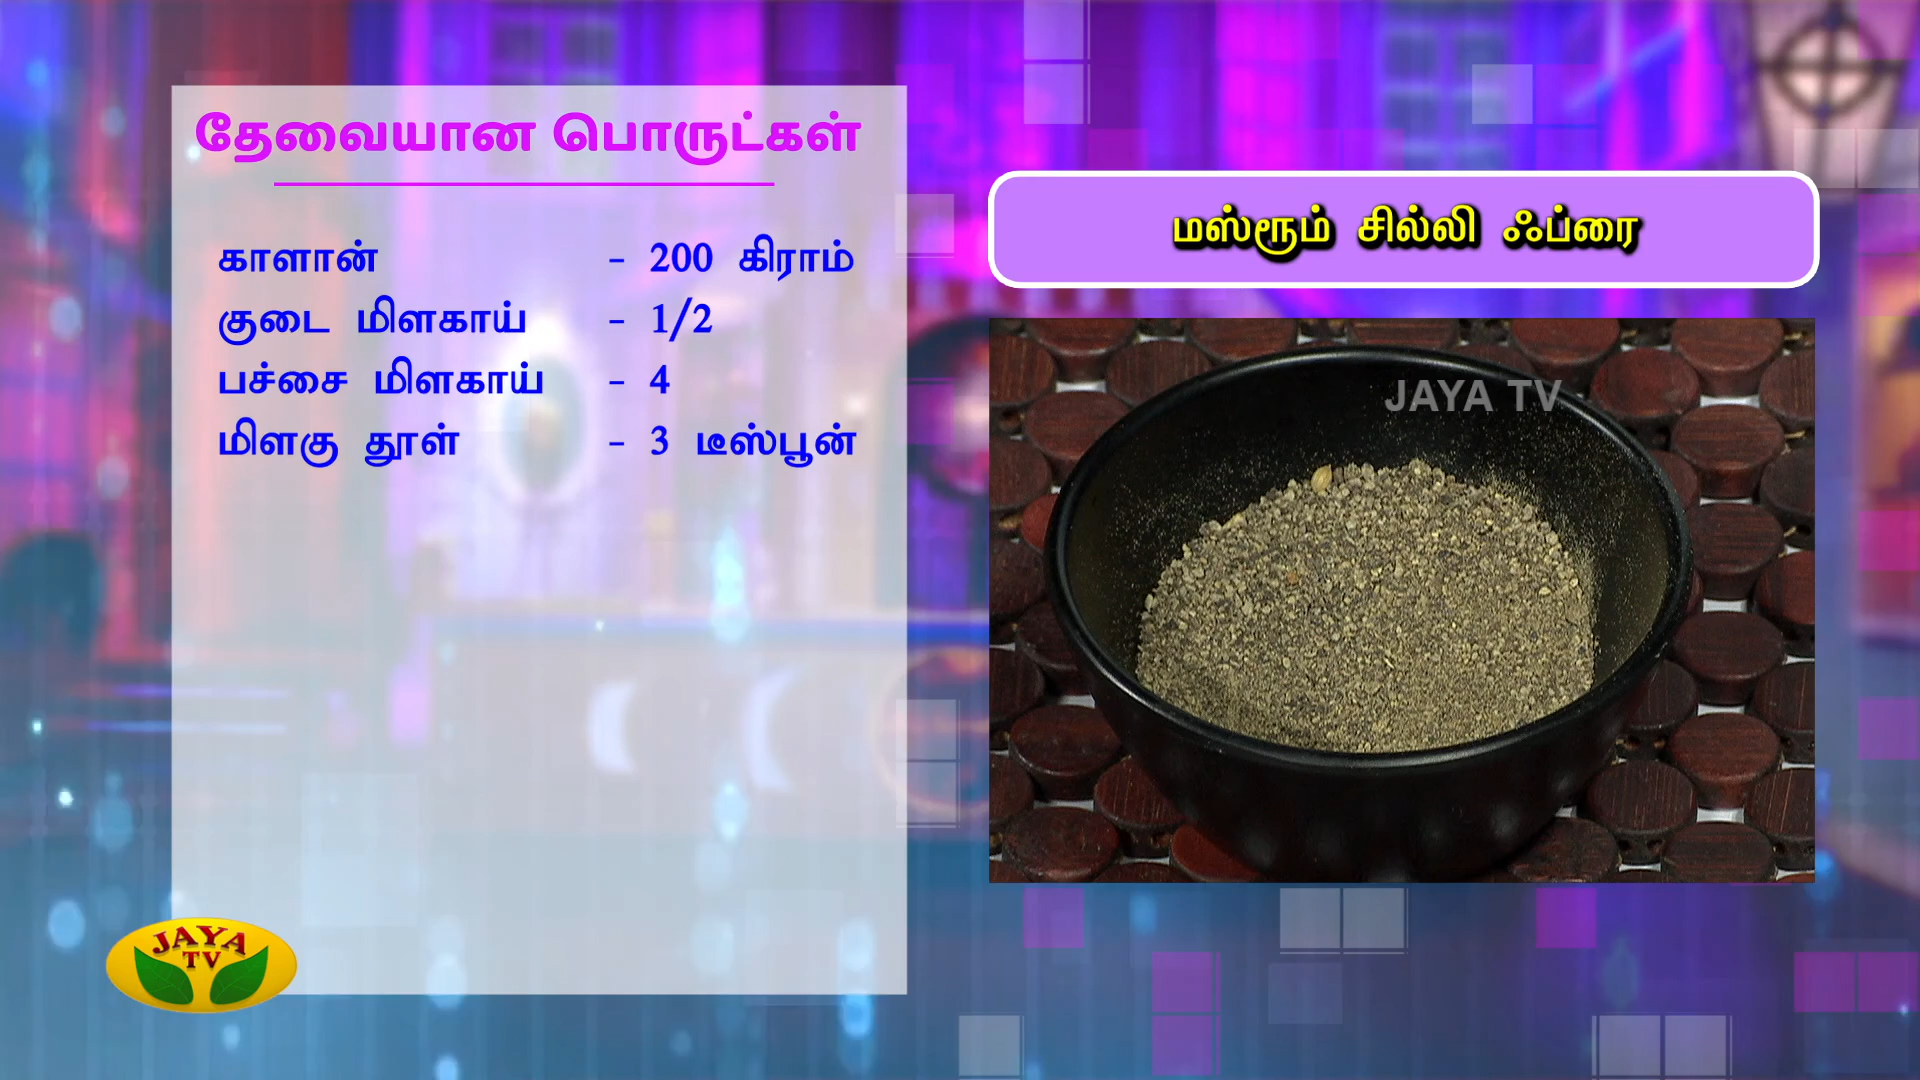 தேவையான பொருட்கள்
காளான் - 200 கிராம்
குடை மிளகாய் - 1/2
பச்சை மிளகாய் - 4
மிளகு தூள் - 3 டீஸ்பூன்
மஸ்ரூம் சில்லி ஃப்ரை
JAYA TV
JAYA
TV